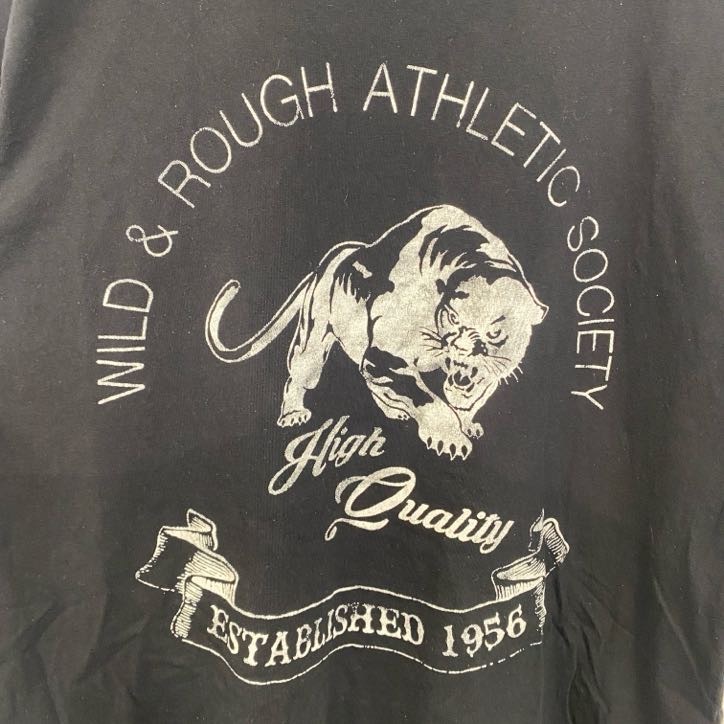 WILD & ROUGH ATHLETIC SOCIETY
High
Quality
ESTABLISHED 1956